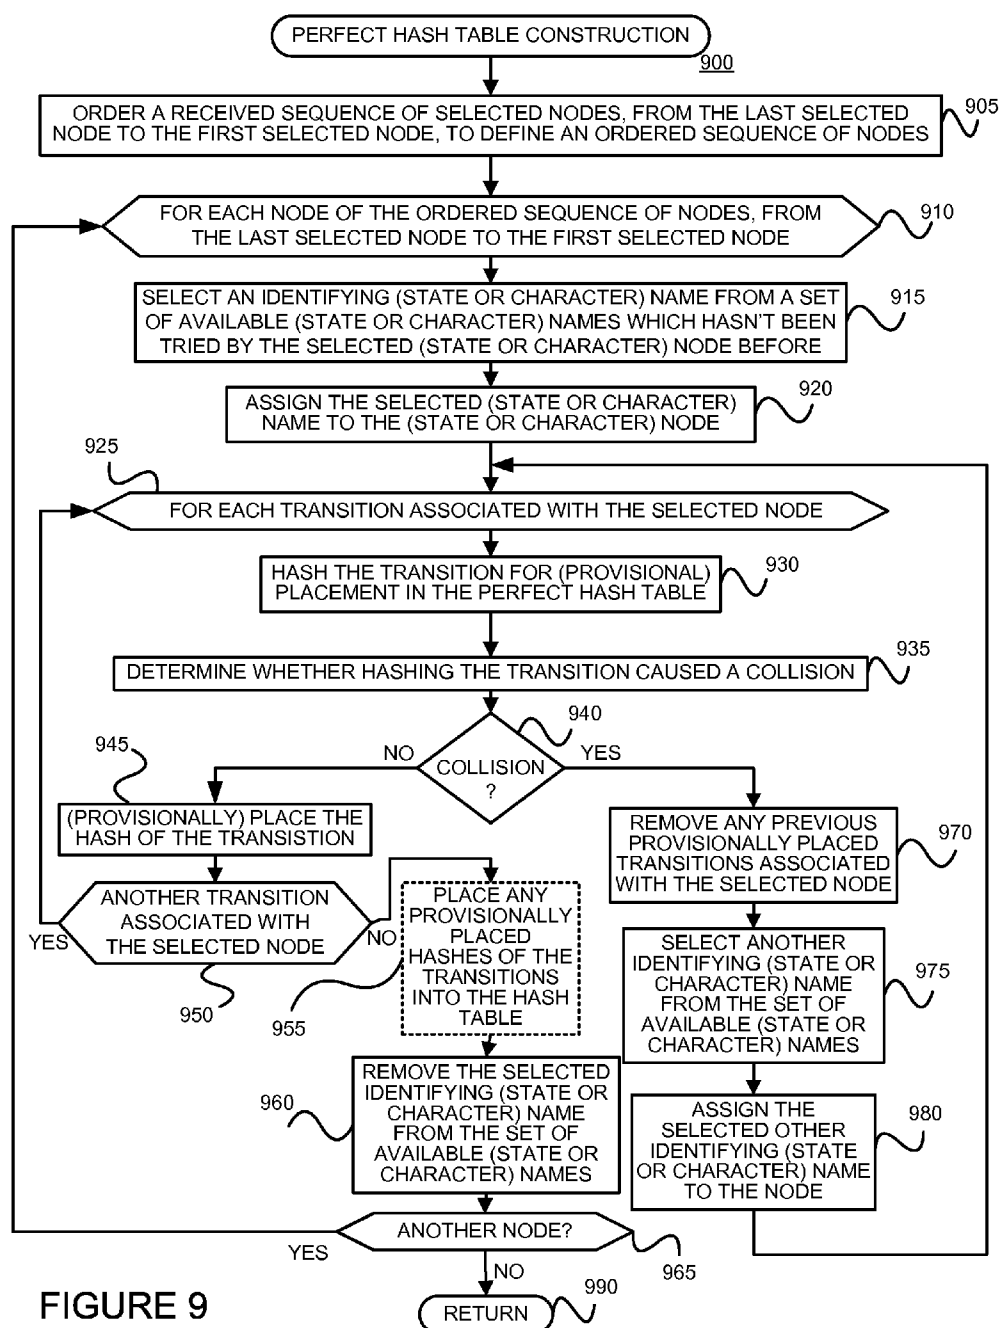 PERFECT HASH TABLE CONSTRUCTION
900
ORDER A RECEIVED SEQUENCE OF SELECTED NODES, FROM THE LAST SELECTED
NODE TO THE FIRST SELECTED NODE, TO DEFINE AN ORDERED SEQUENCE OF NODES
905
FOR EACH NODE OF THE ORDERED SEQUENCE OF NODES, FROM
THE LAST SELECTED NODE TO THE FIRST SELECTED NODE
910
SELECT AN IDENTIFYING (STATE OR CHARACTER) NAME FROM A SET
OF AVAILABLE (STATE OR CHARACTER) NAMES WHICH HASN'T BEEN
TRIED BY THE SELECTED (STATE OR CHARACTER) NODE BEFORE
915
ASSIGN THE SELECTED (STATE OR CHARACTER)
NAME TO THE (STATE OR CHARACTER) NODE
920
925
FOR EACH TRANSITION ASSOCIATED WITH THE SELECTED NODE
HASH THE TRANSITION FOR (PROVISIONAL)
PLACEMENT IN THE PERFECT HASH TABLE
930
DETERMINE WHETHER HASHING THE TRANSITION CAUSED A COLLISION
935
940
COLLISION
?
NO
YES
945
(PROVISIONALLY) PLACE THE
HASH OF THE TRANSISTION
ANOTHER TRANSITION
ASSOCIATED WITH
THE SELECTED NODE
YES
NO
950
PLACE ANY
PROVISIONALLY
PLACED
HASHES OF THE
TRANSITIONS
INTO THE HASH
TABLE
955
REMOVE THE SELECTED
IDENTIFYING (STATE OR
CHARACTER) NAME
FROM THE SET OF
AVAILABLE (STATE OR
CHARACTER) NAMES
960
REMOVE ANY PREVIOUS
PROVISIONALLY PLACED
TRANSITIONS ASSOCIATED
WITH THE SELECTED NODE
970
SELECT ANOTHER
IDENTIFYING (STATE OR
CHARACTER) NAME
FROM THE SET OF
AVAILABLE (STATE OR
CHARACTER) NAMES
975
ASSIGN THE
SELECTED OTHER
IDENTIFYING (STATE
OR CHARACTER) NAME
TO THE NODE
980
ANOTHER NODE?
YES
965
NO
RETURN
990
FIGURE 9